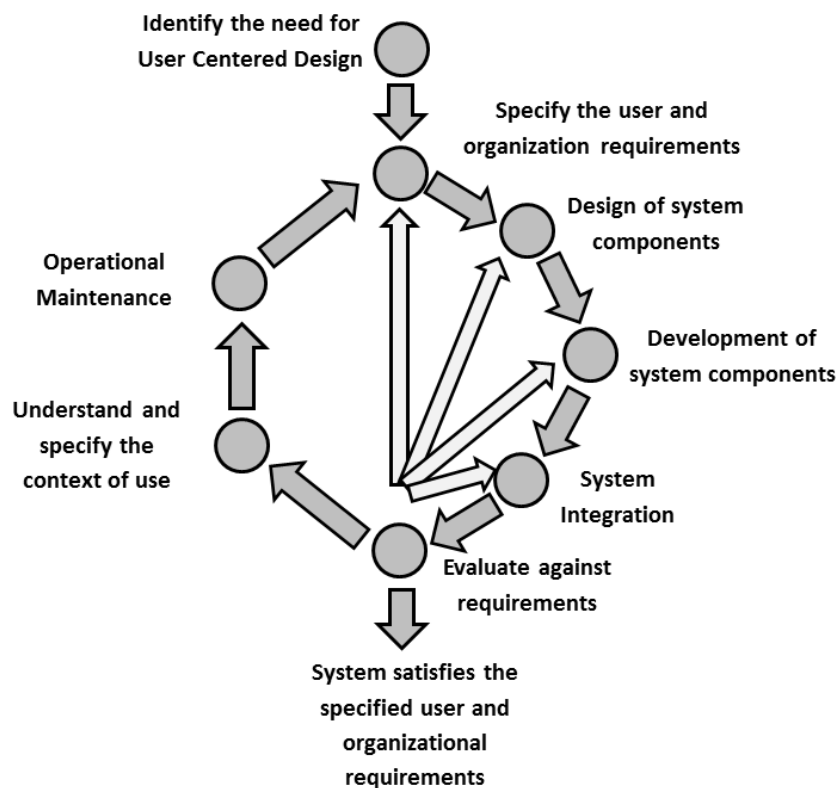 Identify the need for
User Centered Design
Specify the user and
organization requirements
Design of system
components
Operational
Maintenance
Development of
system components
Understand and
specify the
context of use
System
Integration
Evaluate against
requirements
System satisfies the
specified user and
organizational
requirements